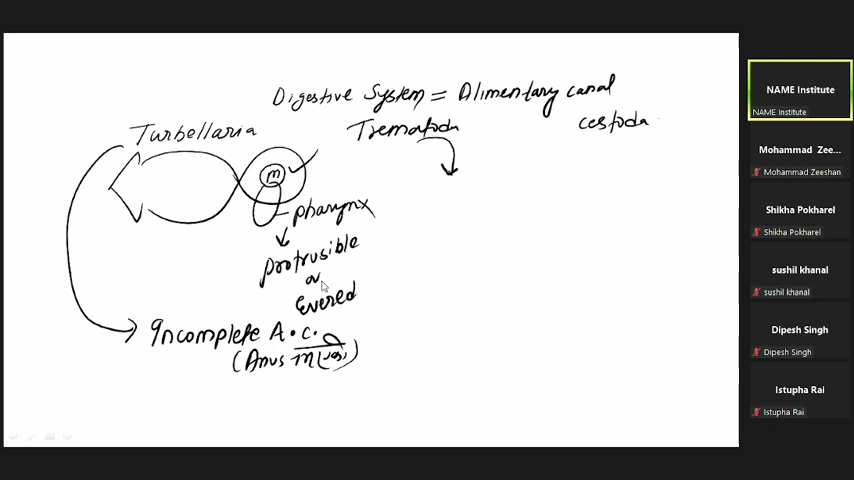 Digestive System = Alimentary canal
Turbellaria
Trematoda
cestoda
m
pharynx
protrusible
or
Evered
Incomplete A.C.
(Anus
NAME Institute
NAME Institute
Mohammad Zee...
Mohammad Zeeshan
Shikha Pokharel
Shikha Pokharel
sushil khanal
sushil khanal
Dipesh Singh
Dipesh Singh
Istupha Rai
Istupha Rai